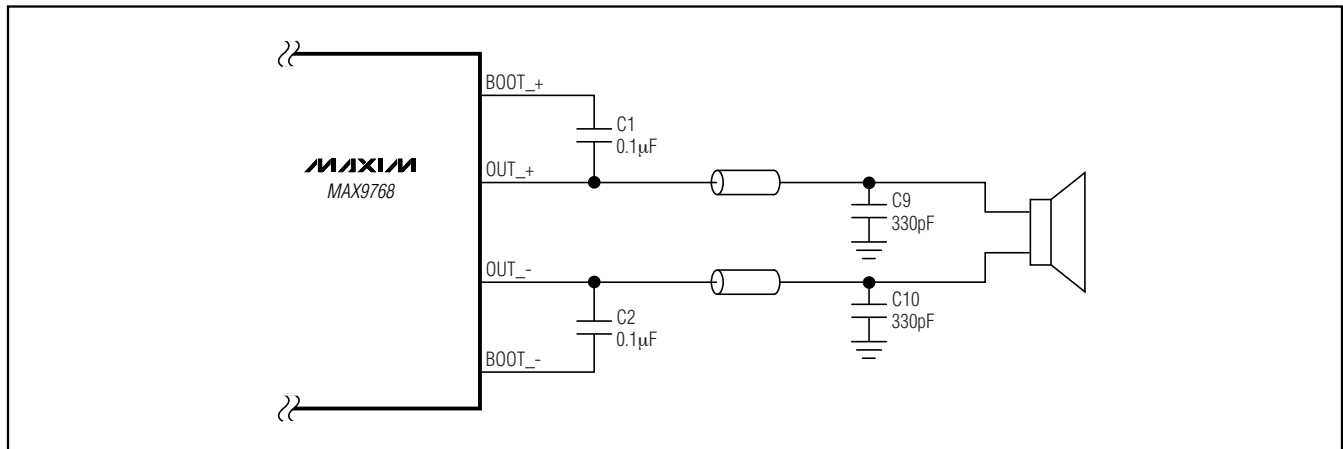 BOOT_+
C1
0.1µF
MAXIM
MAX9768
OUT_+
C9
330pF
OUT_-
C10
330pF
C2
0.1µF
BOOT_-